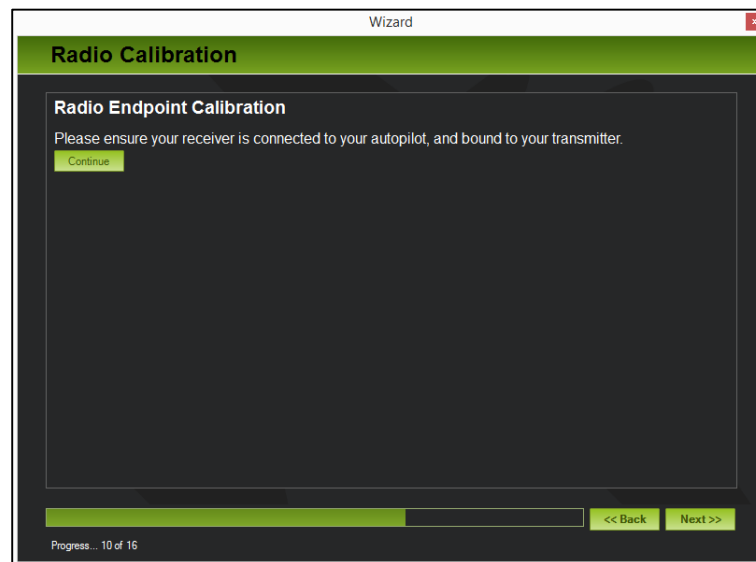 Wizard
x
Radio Calibration
Radio Endpoint Calibration
Please ensure your receiver is connected to your autopilot, and bound to your transmitter.
Continue
<< Back Next >>
Progress... 10 of 16